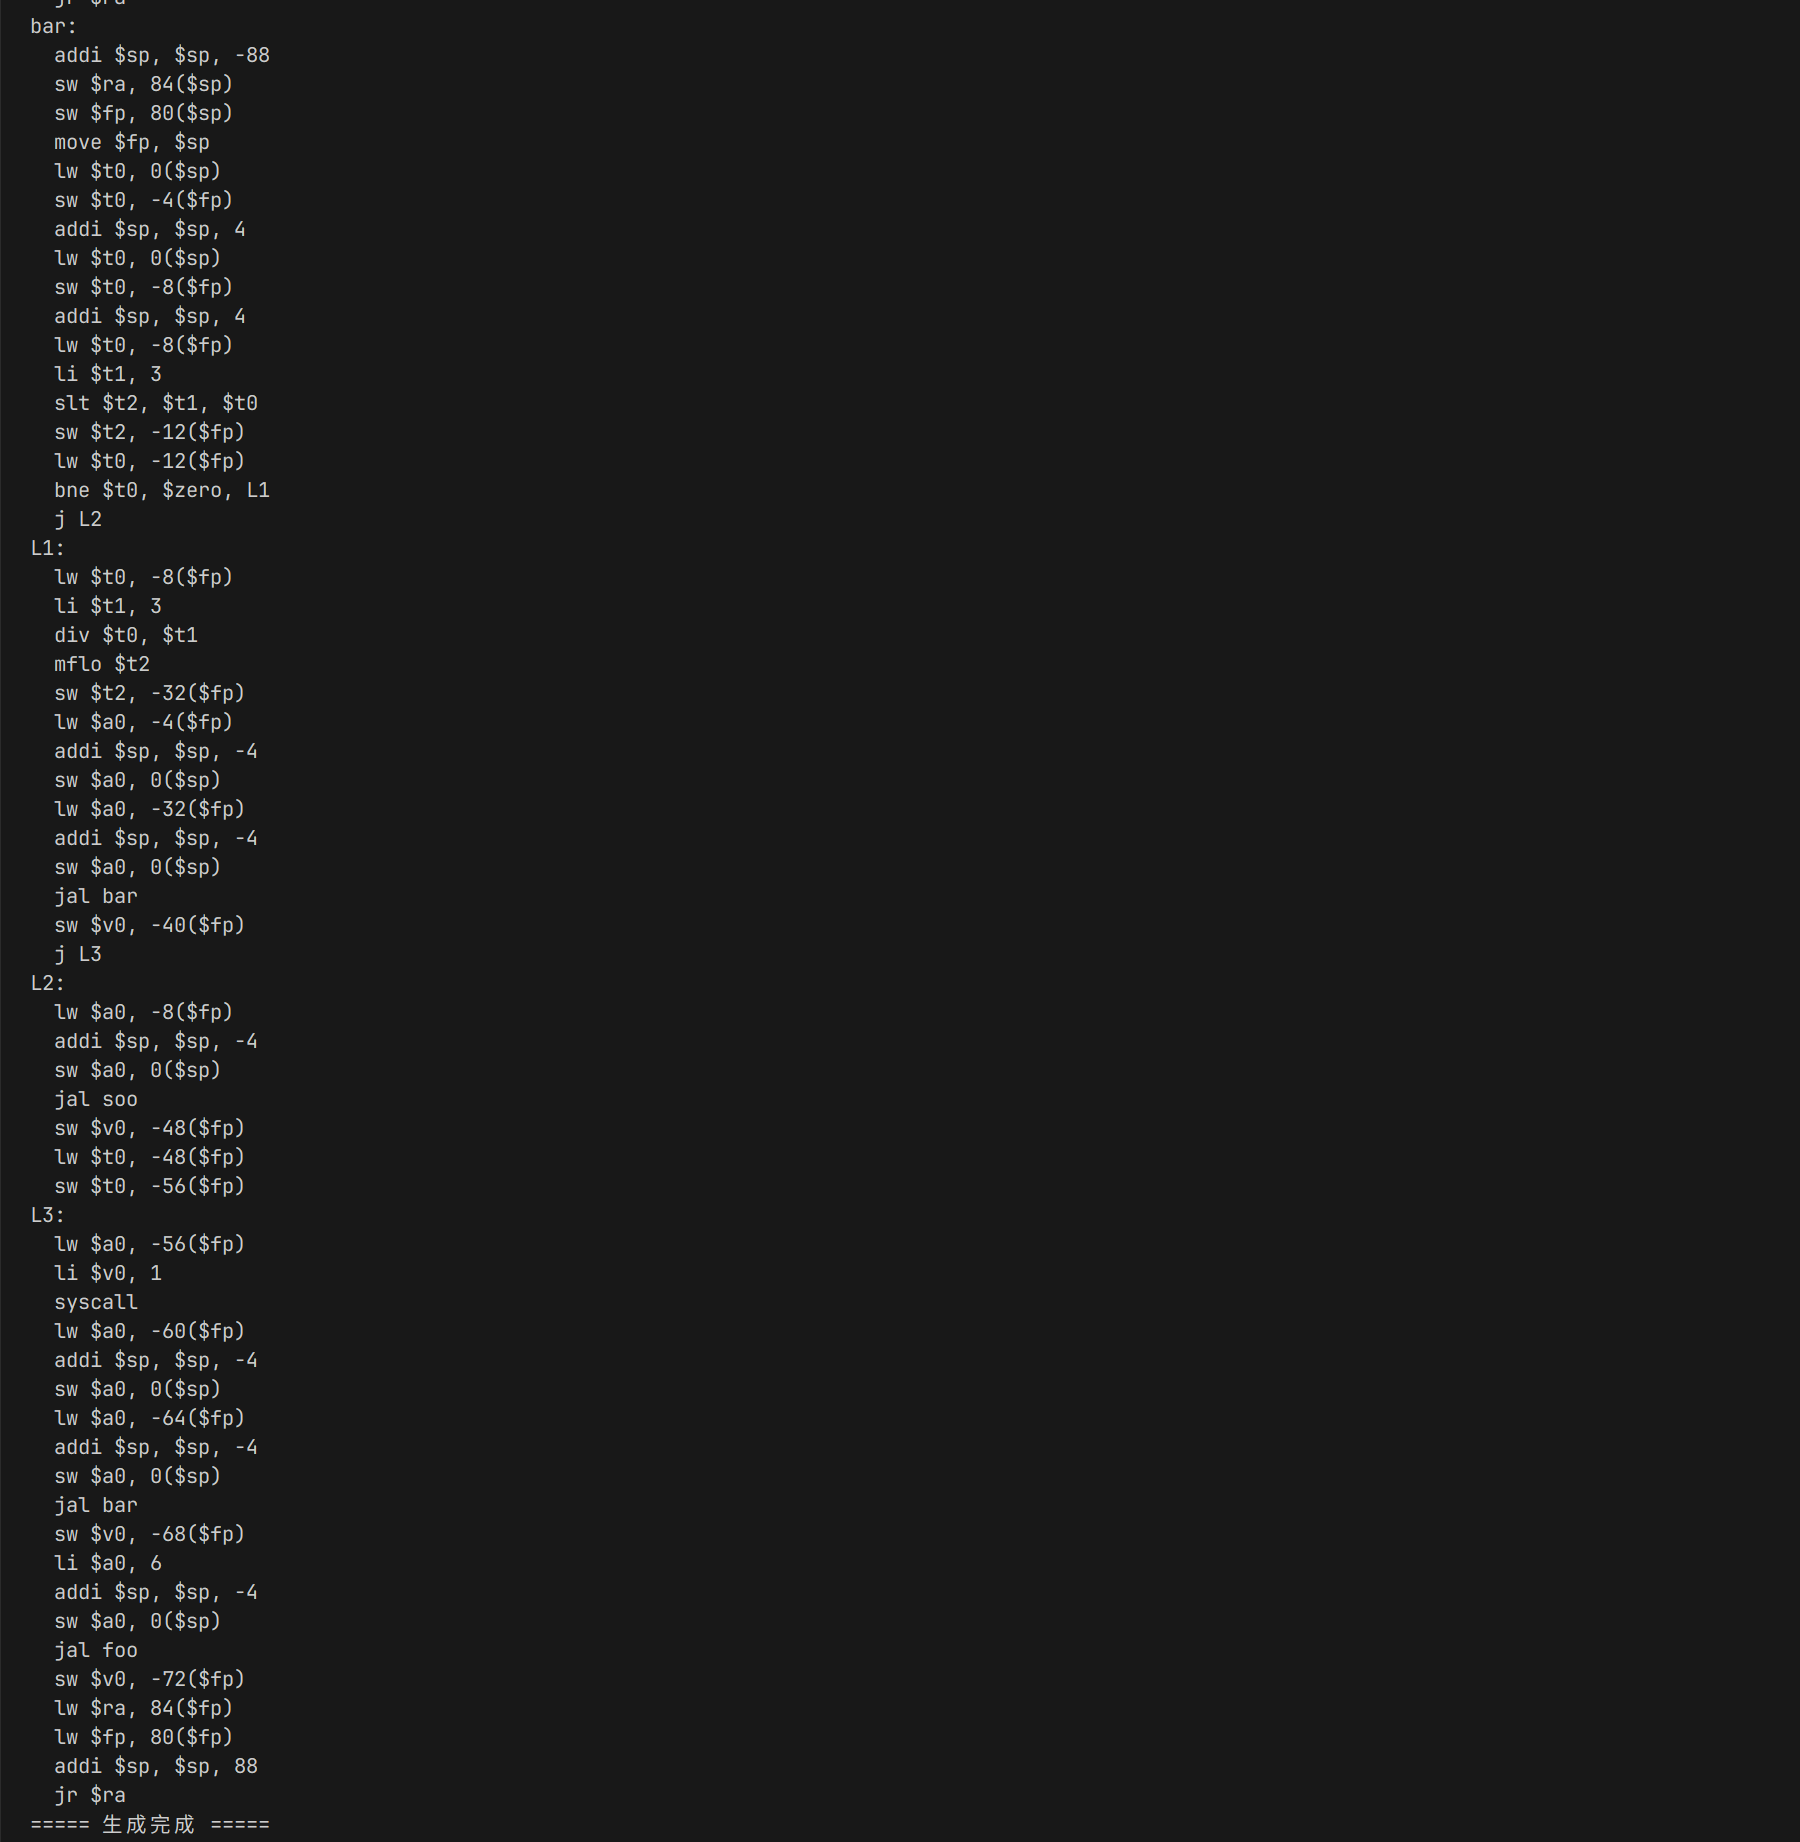 jr $ra
bar:
addi $sp, $sp, -88
sw $ra, 84($sp)
sw $fp, 80($sp)
move $fp, $sp
lw $t0, 0($sp)
sw $t0, -4($fp)
addi $sp, $sp, 4
lw $t0, 0($sp)
sw $t0, -8($fp)
addi $sp, $sp, 4
lw $t0, -8($fp)
li $t1, 3
slt $t2, $t1, $t0
sw $t2, -12($fp)
lw $t0, -12($fp)
bne $t0, $zero, L1
j L2
L1:
lw $t0, -8($fp)
li $t1, 3
div $t0, $t1
mflo $t2
sw $t2, -32($fp)
lw $a0, -4($fp)
addi $sp, $sp, -4
sw $a0, 0($sp)
lw $a0, -32($fp)
addi $sp, $sp, -4
sw $a0, 0($sp)
jal bar
sw $v0, -40($fp)
j L3
L2:
lw $a0, -8($fp)
addi $sp, $sp, -4
sw $a0, 0($sp)
jal soo
sw $v0, -48($fp)
lw $t0, -48($fp)
sw $t0, -56($fp)
L3:
lw $a0, -56($fp)
li $v0, 1
syscall
lw $a0, -60($fp)
addi $sp, $sp, -4
sw $a0, 0($sp)
lw $a0, -64($fp)
addi $sp, $sp, -4
sw $a0, 0($sp)
jal bar
sw $v0, -68($fp)
li $a0, 6
addi $sp, $sp, -4
sw $a0, 0($sp)
jal foo
sw $v0, -72($fp)
lw $ra, 84($fp)
lw $fp, 80($fp)
addi $sp, $sp, 88
jr $ra
===== 生成完成 =====